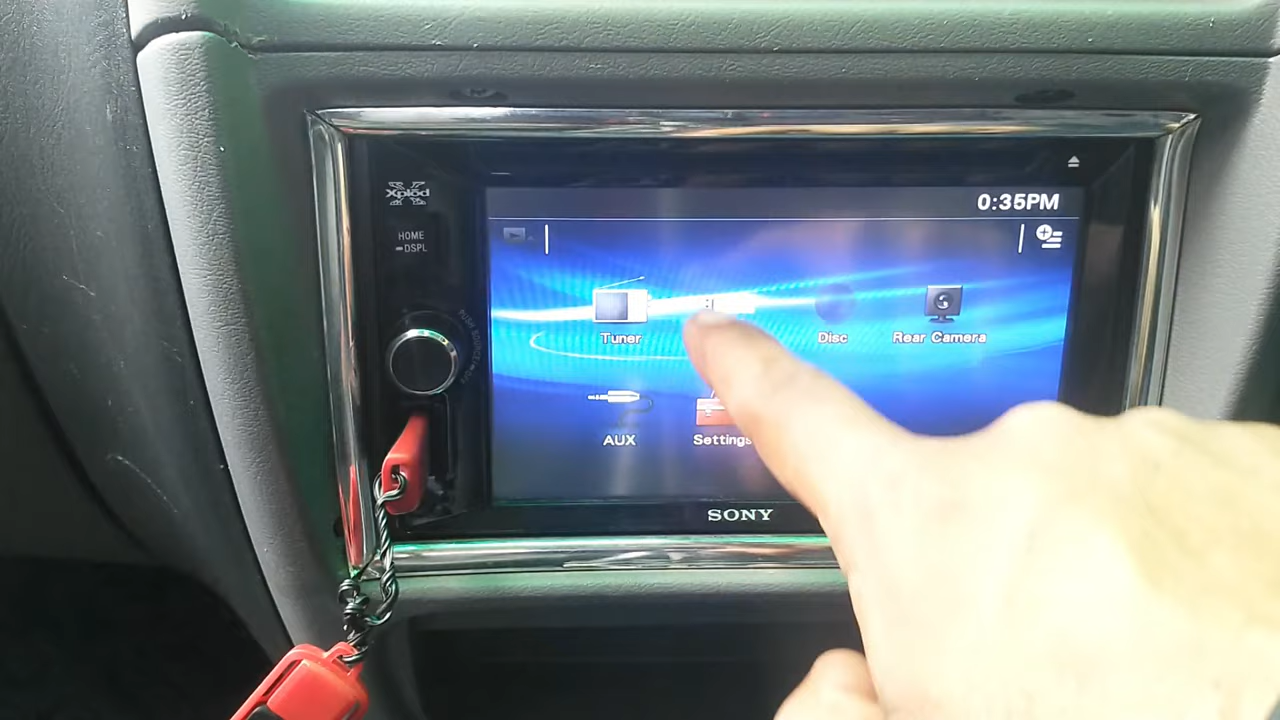 Xplod
HOME
DSPL
0:35PM
Tuner
Disc
Rear Camera
AUX
Settings
SONY